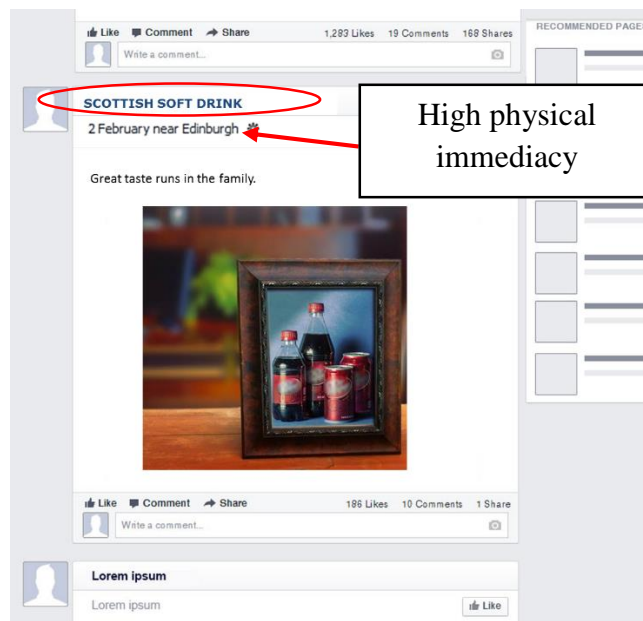 Like Comment Share 1,283 Likes 19 Comments 168 Shares
RECOMMENDED PAGES
Write a comment...
SCOTTISH SOFT DRINK
2 February near Edinburgh
High physical
immediacy
Great taste runs in the family.
Like Comment Share 186 Likes 10 Comments 1 Share
Write a comment...
Lorem ipsum
Lorem ipsum
Like